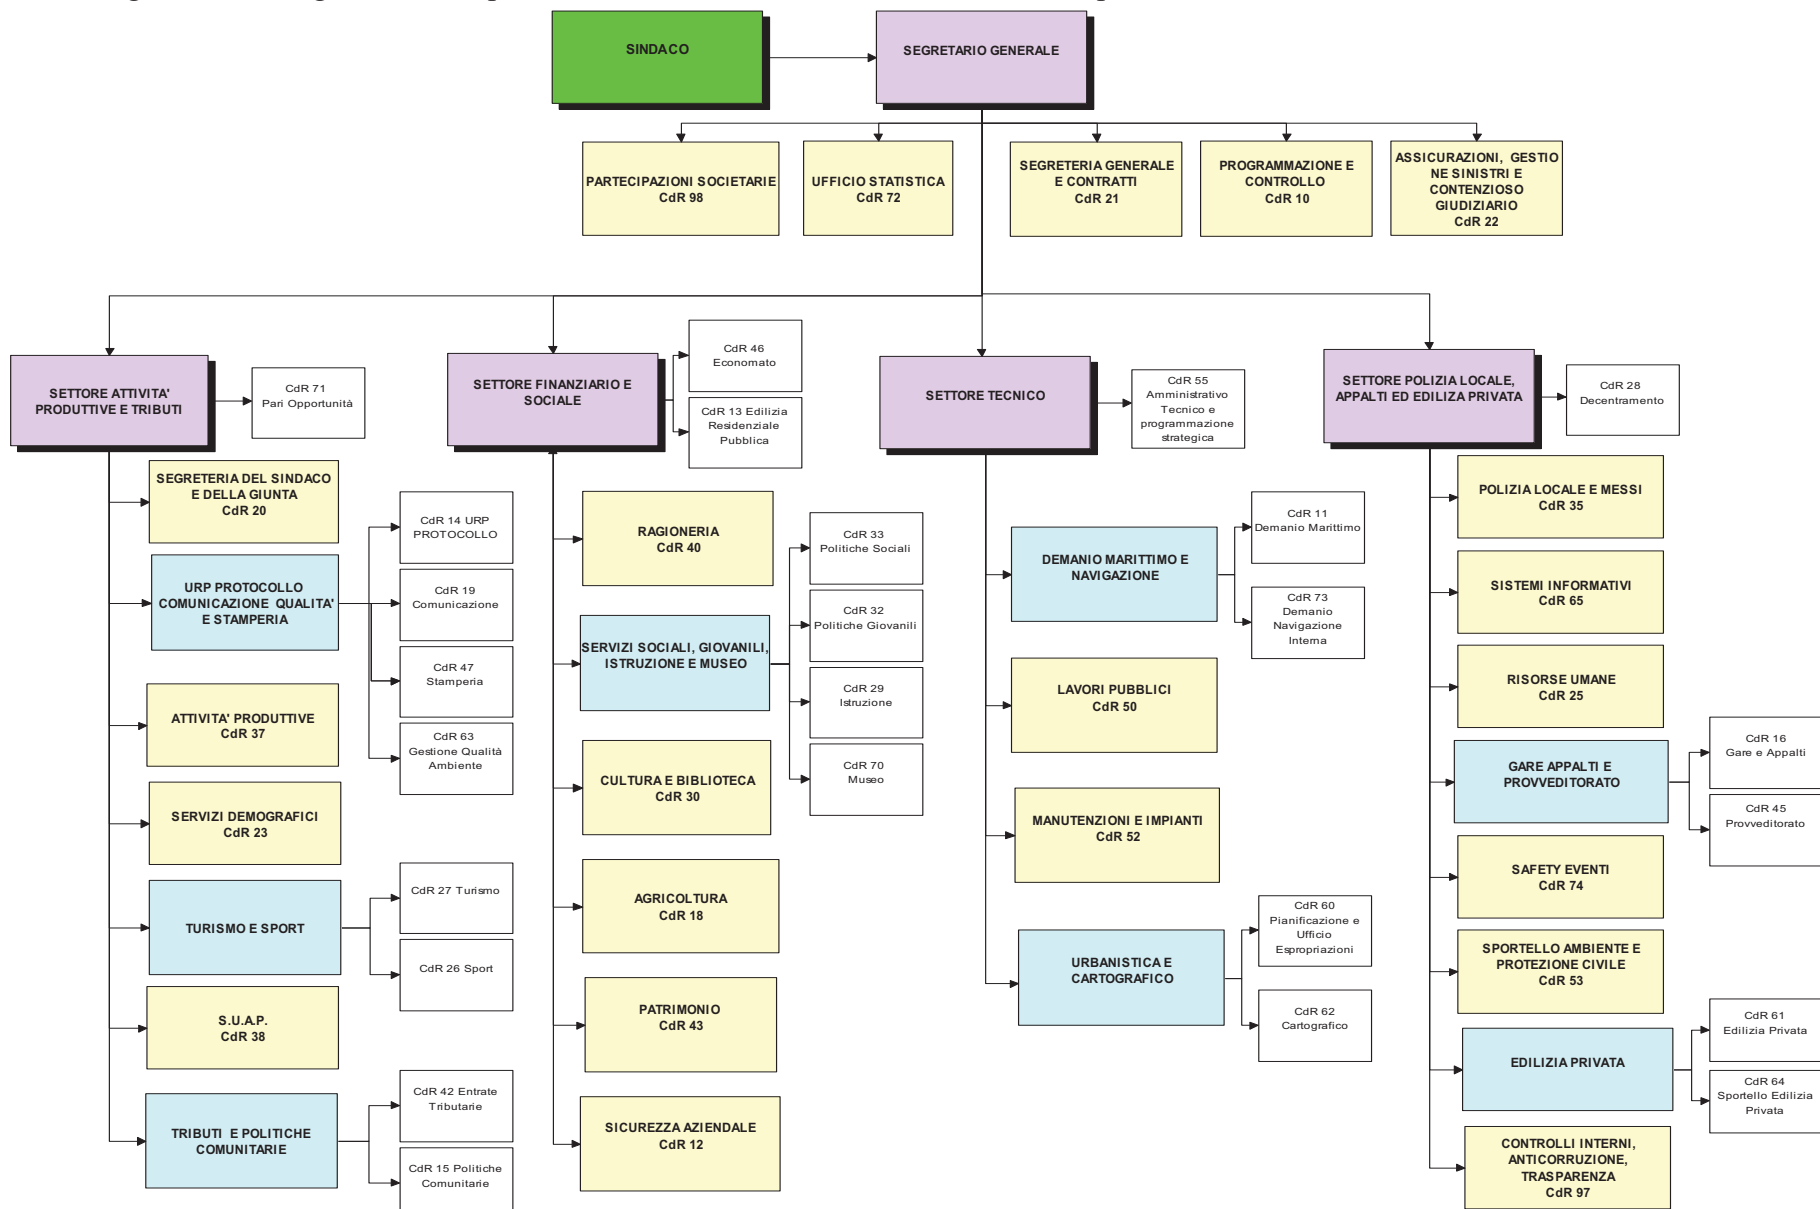 SINDACO
SEGRETARIO GENERALE
PARTECIPAZIONI SOCIETARIE
CdR 98
UFFICIO STATISTICA
CdR 72
SEGRETERIA GENERALE
E CONTRATTI
CdR 21
PROGRAMMAZIONE E
CONTROLLO
CdR 10
ASSICURAZIONI, GESTIO
NE SINISTRI E
CONTENZIOSO
GIUDIZIARIO
CdR 22
SETTORE ATTIVITA'
PRODUTTIVE E TRIBUTI
CdR 71
Pari Opportunità
SEGRETERIA DEL SINDACO
E DELLA GIUNTA
CdR 20
URP PROTOCOLLO
COMUNICAZIONE QUALITA'
E STAMPERIA
CdR 14 URP
PROTOCOLLO
CdR 19
Comunicazione
CdR 47
Stamperia
CdR 63
Gestione Qualità
Ambiente
ATTIVITA' PRODUTTIVE
CdR 37
SERVIZI DEMOGRAFICI
CdR 23
TURISMO E SPORT
CdR 27 Turismo
CdR 26 Sport
S.U.A.P.
CdR 38
TRIBUTI E POLITICHE
COMUNITARIE
CdR 42 Entrate
Tributarie
CdR 15 Politiche
Comunitarie
SETTORE FINANZIARIO E
SOCIALE
CdR 46
Economato
CdR 13 Edilizia
Residenziale
Pubblica
RAGIONERIA
CdR 40
SERVIZI SOCIALI, GIOVANILI,
ISTRUZIONE E MUSEO
CdR 33
Politiche Sociali
CdR 32
Politiche Giovanili
CdR 29
Istruzione
CdR 70
Museo
CULTURA E BIBLIOTECA
CdR 30
AGRICOLTURA
CdR 18
PATRIMONIO
CdR 43
SICUREZZA AZIENDALE
CdR 12
SETTORE TECNICO
CdR 55
Amministrativo
Tecnico e
programmazione
strategica
DEMANIO MARITTIMO E
NAVIGAZIONE
CdR 11
Demanio Marittimo
CdR 73
Demanio
Navigazione
Interna
LAVORI PUBBLICI
CdR 50
MANUTENZIONI E IMPIANTI
CdR 52
URBANISTICA E
CARTOGRAFICO
CdR 60
Pianificazione e
Ufficio
Espropriazioni
CdR 62
Cartografico
SETTORE POLIZIA LOCALE,
APPALTI ED EDILIZA PRIVATA
CdR 28
Decentramento
POLIZIA LOCALE E MESSI
CdR 35
SISTEMI INFORMATIVI
CdR 65
RISORSE UMANE
CdR 25
GARE APPALTI E
PROVVEDITORATO
CdR 16
Gare e Appalti
CdR 45
Provveditorato
SAFETY EVENTI
CdR 74
SPORTELLO AMBIENTE E
PROTEZIONE CIVILE
CdR 53
EDILIZIA PRIVATA
CdR 61
Edilizia Privata
CdR 64
Sportello Edilizia
Privata
CONTROLLI INTERNI,
ANTICORRUZIONE,
TRASPARENZA
CdR 97